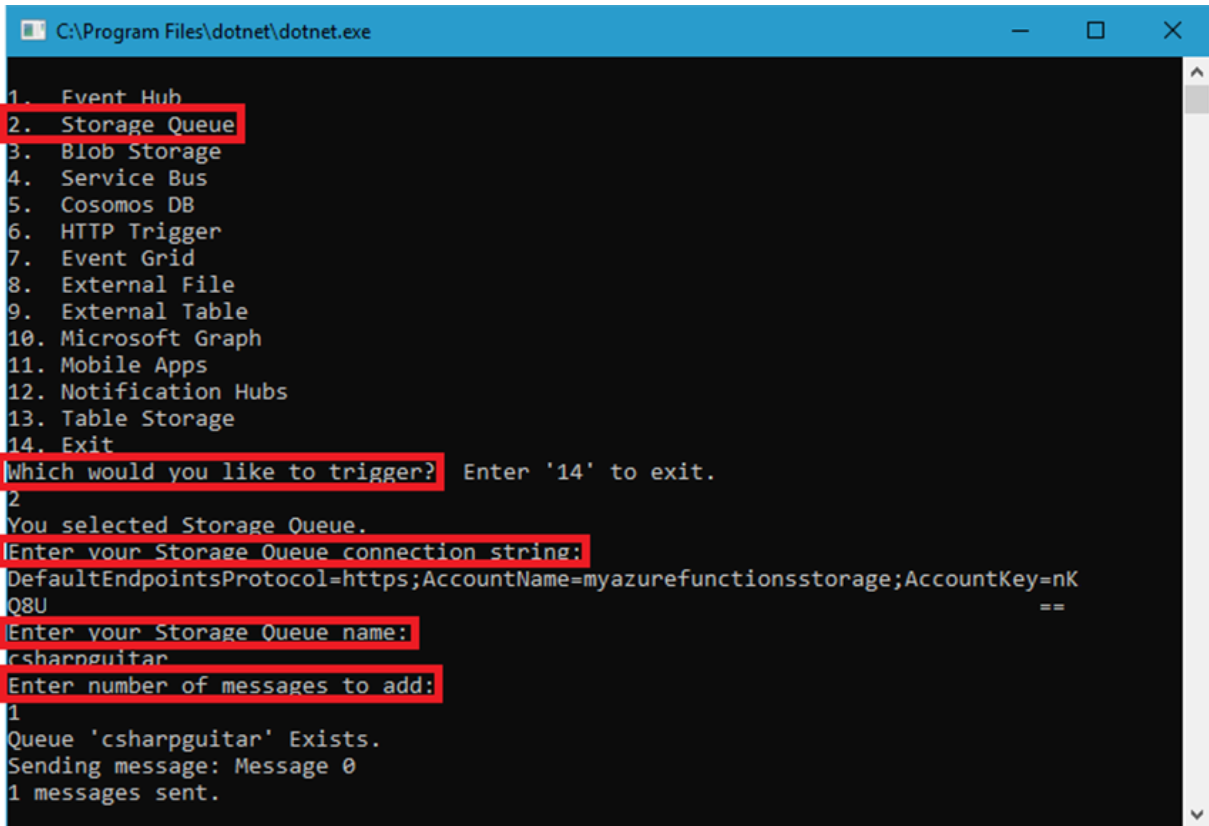 C:\Program Files\dotnet\dotnet.exe
1. Event Hub
2. Storage Queue
3. Blob Storage
4. Service Bus
5. Cosomos DB
6. HTTP Trigger
7. Event Grid
8. External File
9. External Table
10. Microsoft Graph
11. Mobile Apps
12. Notification Hubs
13. Table Storage
14. Exit
Which would you like to trigger? Enter '14' to exit.
2
You selected Storage Queue.
Enter your Storage Queue connection string:
DefaultEndpointsProtocol=https;AccountName=myazurefunctionsstorage;AccountKey=nK
Q8U ==
Enter your Storage Queue name:
csharpguitar
Enter number of messages to add:
1
Queue 'csharpguitar' Exists.
Sending message: Message 0
1 messages sent.